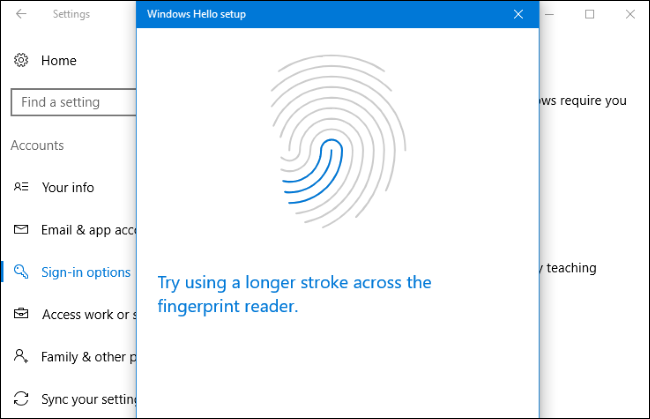 Settings
Windows Hello setup
Home
Find a setting
ows require you
Accounts
Your info
Email & app acco
Sign-in options
y teaching
Try using a longer stroke across the
fingerprint reader.
Access work or s
Family & other p
Sync your setting